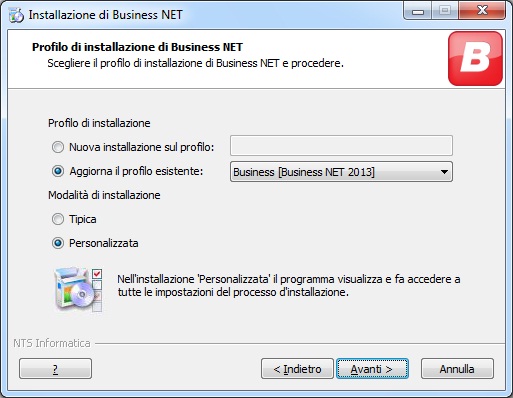 Installazione di Business NET
Profilo di installazione di Business NET
Scegliere il profilo di installazione di Business NET e procedere.
B
Profilo di installazione
Nuova installazione sul profilo:
Aggiorna il profilo esistente:
Business [Business NET 2013]
Modalità di installazione
Tipica
Personalizzata
Nell'installazione 'Personalizzata' il programma visualizza e fa accedere a
tutte le impostazioni del processo d'installazione.
NTS Informatica
?
< Indietro
Avanti >
Annulla